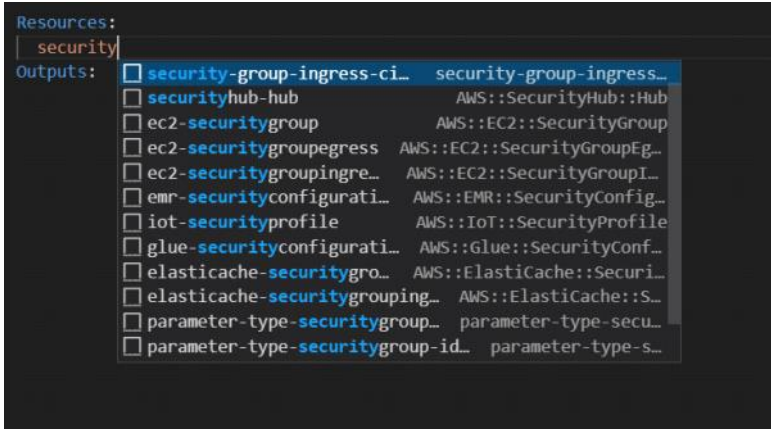 Resources:
security
Outputs:
security-group-ingress-ci… security-group-ingress…
securityhub-hub AWS::SecurityHub::Hub
ec2-securitygroup AWS::EC2::SecurityGroup
ec2-securitygroupegress AWS::EC2::SecurityGroupEg…
ec2-securitygroupingre… AWS::EC2::SecurityGroupI…
emr-securityconfigurati… AWS::EMR::SecurityConfig…
iot-securityprofile AWS::IoT::SecurityProfile
glue-securityconfigurati… AWS::Glue::SecurityConf…
elasticache-securitygro… AWS::ElastiCache::Securi…
elasticache-securitygrouping… AWS::ElastiCache::S…
parameter-type-securitygroup… parameter-type-secu…
parameter-type-securitygroup-id… parameter-type-s…